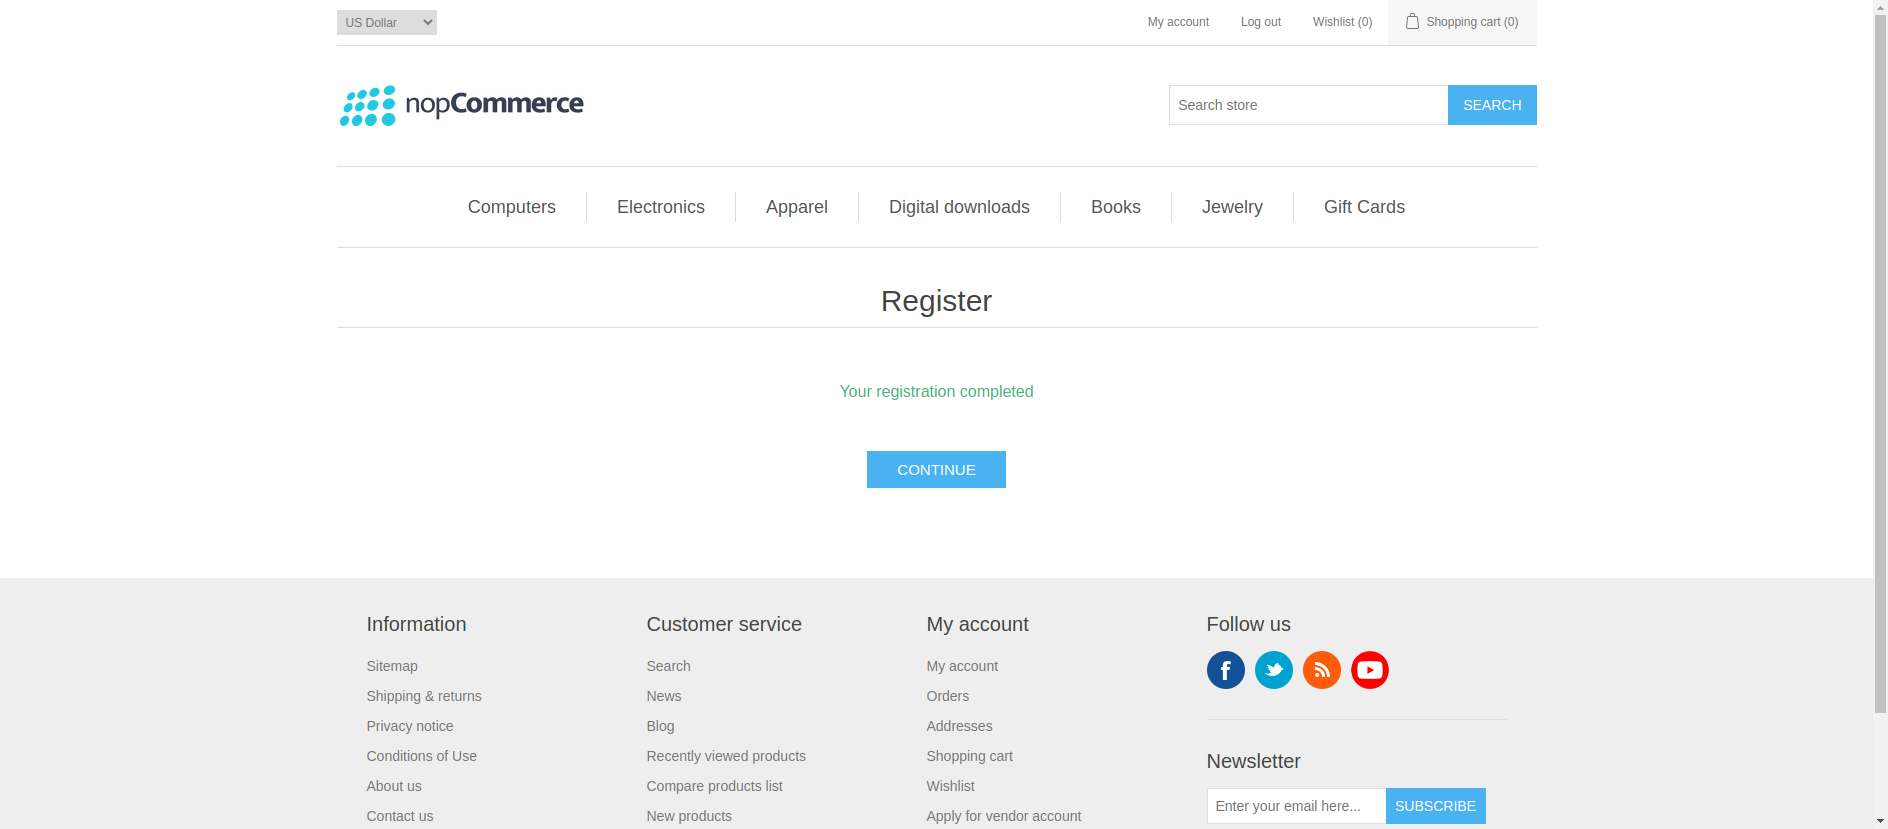 US Dollar
My account
Log out
Wishlist (0)
Shopping cart (0)
nopCommerce
Search store
SEARCH
Computers
Electronics
Apparel
Digital downloads
Books
Jewelry
Gift Cards
Register
Your registration completed
CONTINUE
Information
Sitemap
Shipping & returns
Privacy notice
Conditions of Use
About us
Contact us
Customer service
Search
News
Blog
Recently viewed products
Compare products list
New products
My account
My account
Orders
Addresses
Shopping cart
Wishlist
Apply for vendor account
Follow us
Newsletter
Enter your email here...
SUBSCRIBE